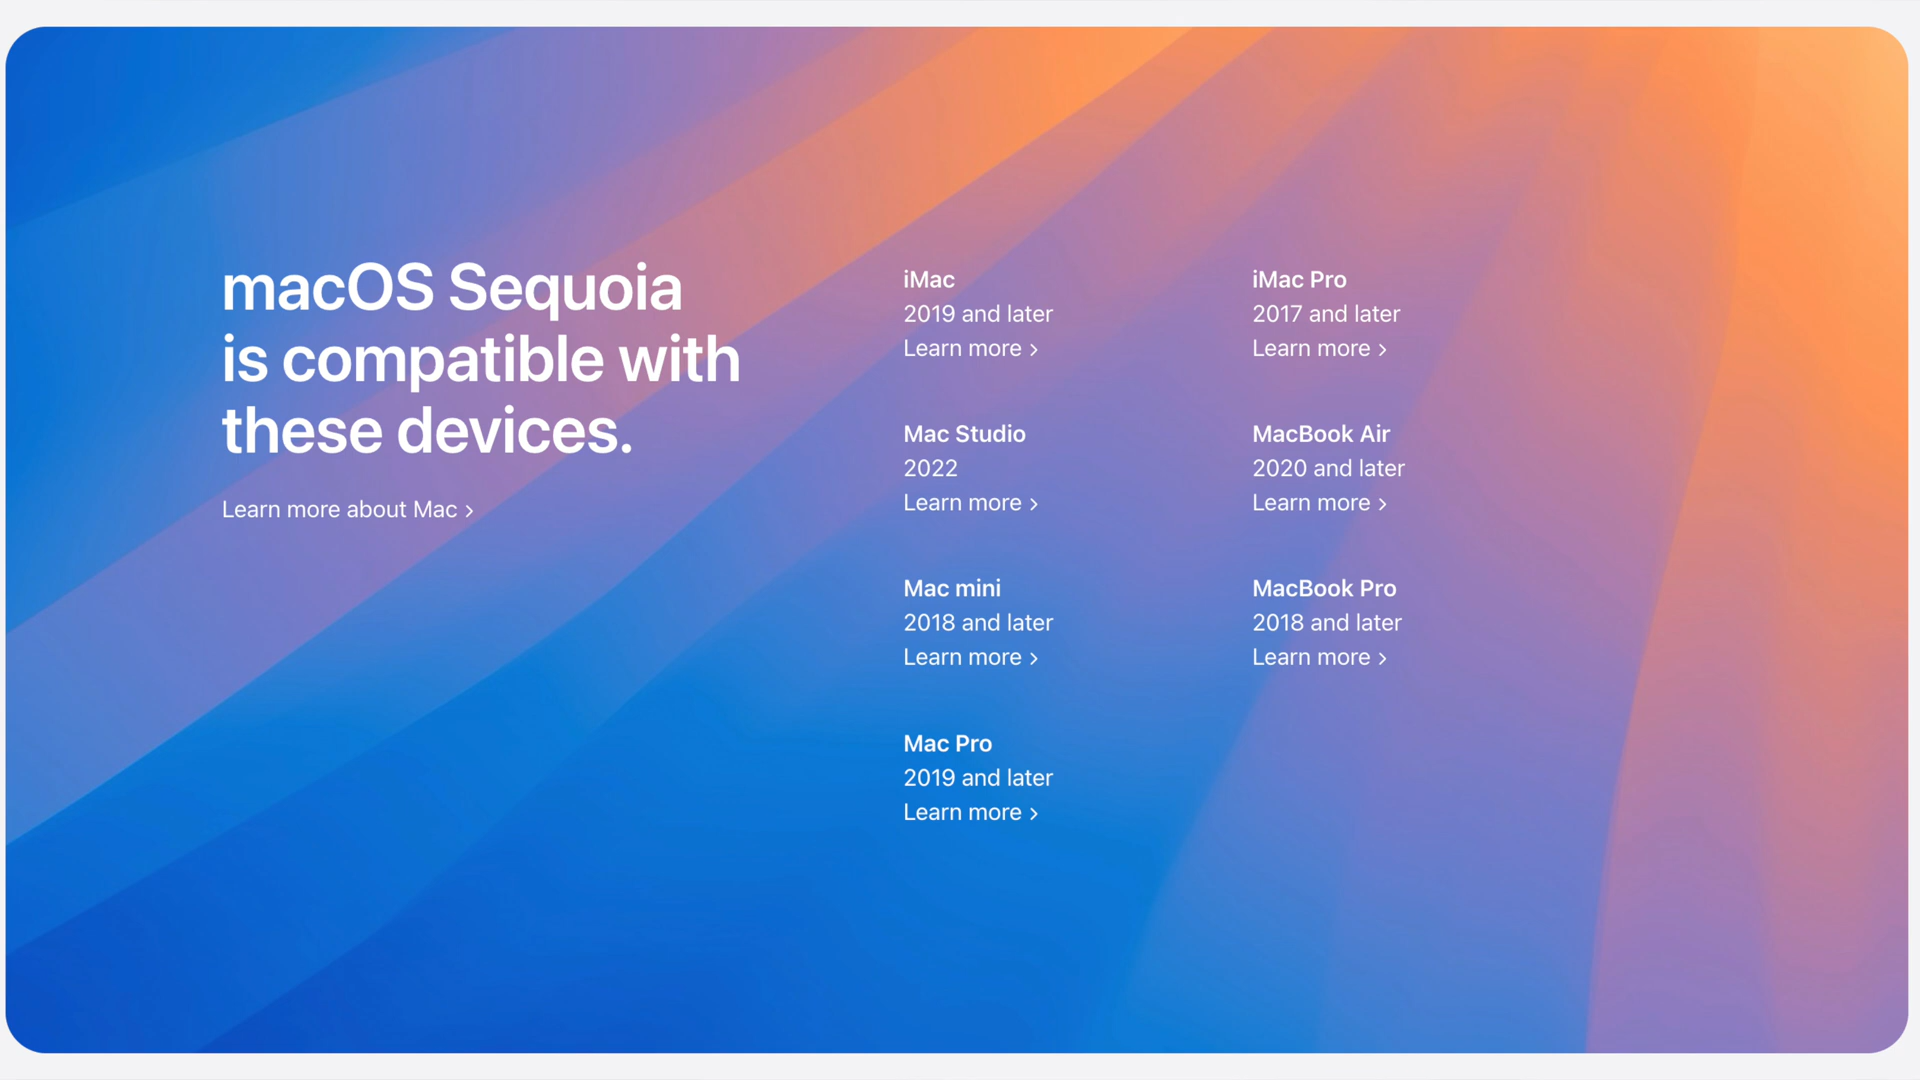 macOS Sequoia
is compatible with
these devices.
Learn more about Mac ›
iMac
2019 and later
Learn more ›
iMac Pro
2017 and later
Learn more ›
Mac Studio
2022
Learn more ›
MacBook Air
2020 and later
Learn more ›
Mac mini
2018 and later
Learn more ›
MacBook Pro
2018 and later
Learn more ›
Mac Pro
2019 and later
Learn more ›